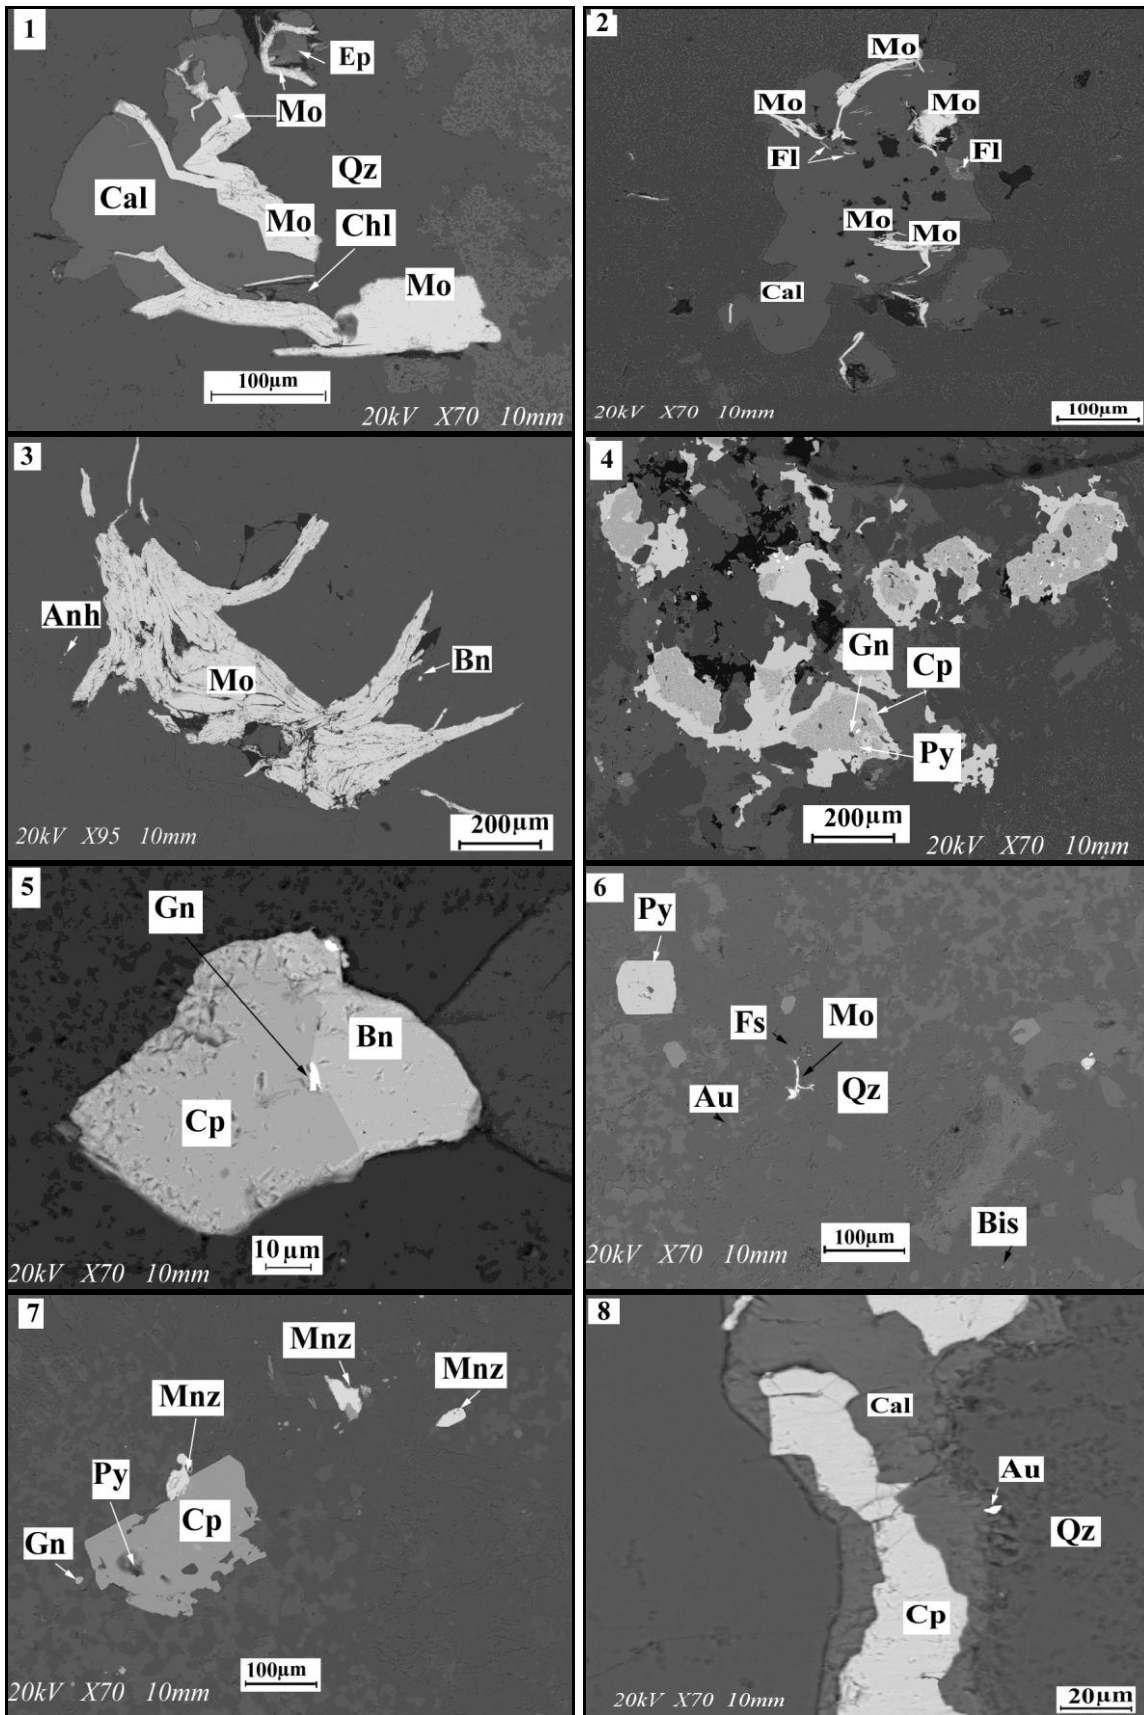 1
Ep
Mo
Qz
Cal
Mo
Chl
Mo
100µm
20kV X70 10mm
2
Mo
Mo
Mo
Fl
Fl
Mo
Mo
Cal
20kV X70 10mm
100µm
3
Anh
Mo
Bn
20kV X95 10mm
200µm
4
Gn
Cp
Py
200µm
20kV X70 10mm
5
Gn
Bn
Cp
10µm
20kV X70 10mm
6
Py
Fs
Mo
Au
Qz
Bis
20kV X70 10mm
100µm
7
Mnz
Mnz
Mnz
Py
Cp
Gn
100µm
20kV X70 10mm
8
Cal
Au
Qz
Cp
20kV X70 10mm
20µm